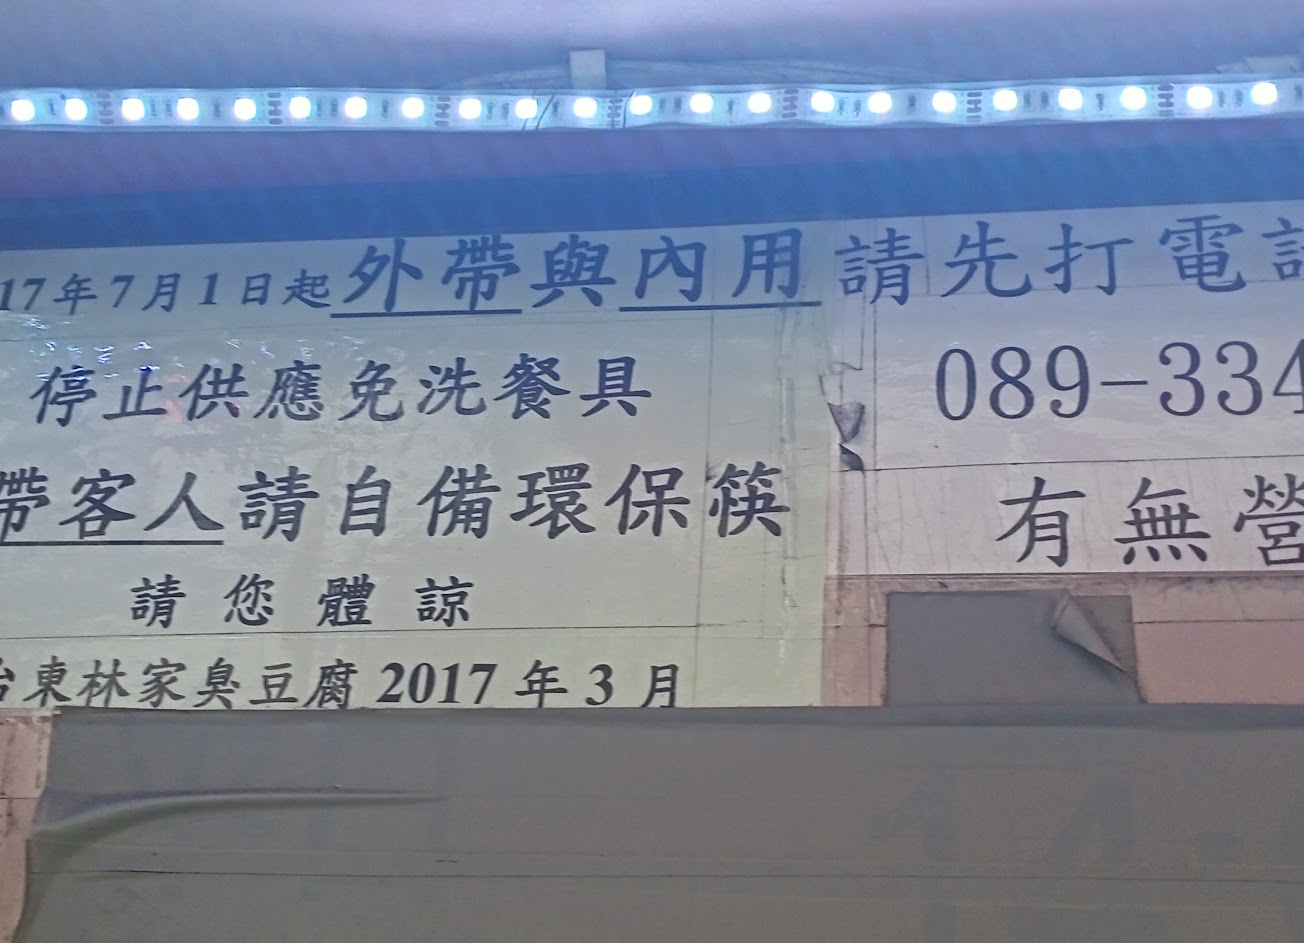 17年7月1日起外帶與內用
停止供應免洗餐具
帶客人請自備環保筷
請您體諒
台東林家臭豆腐 2017 年 3 月
請先打電話
089-334
有無營